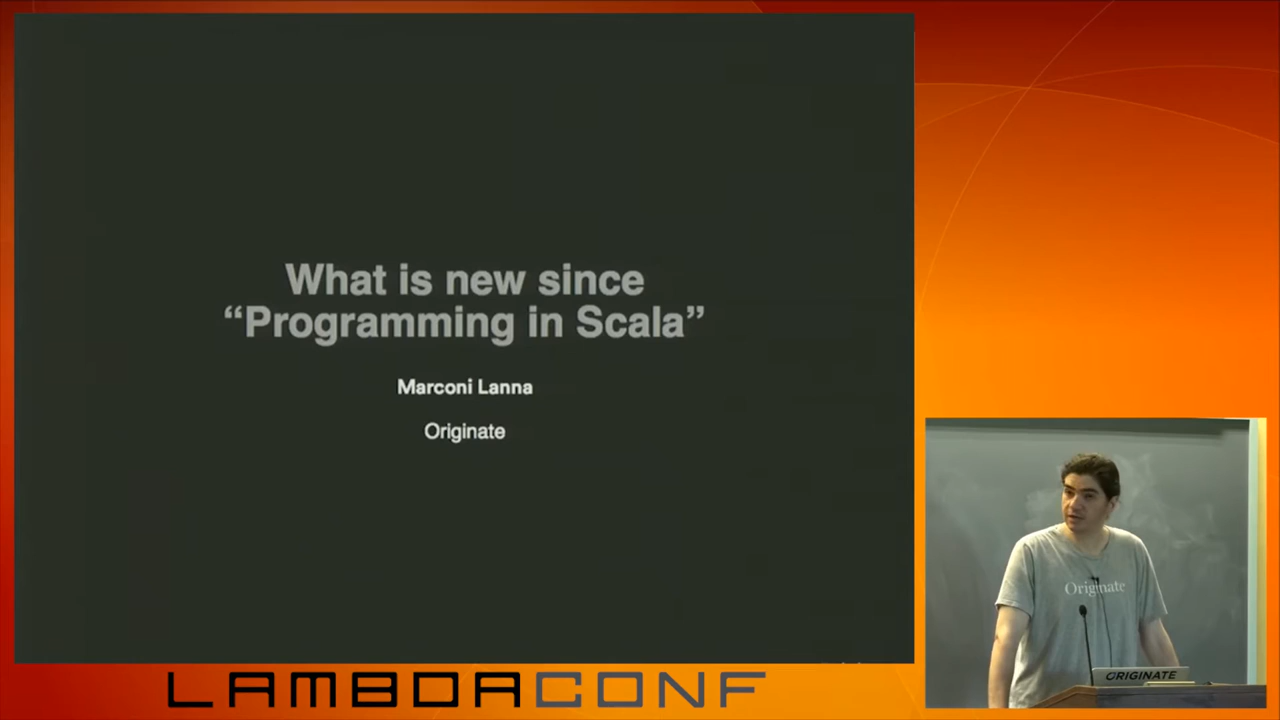 What is new since
“Programming in Scala”
Marconi Lanna
Originate
Originate
ORIGINATE
LAMBDACONF